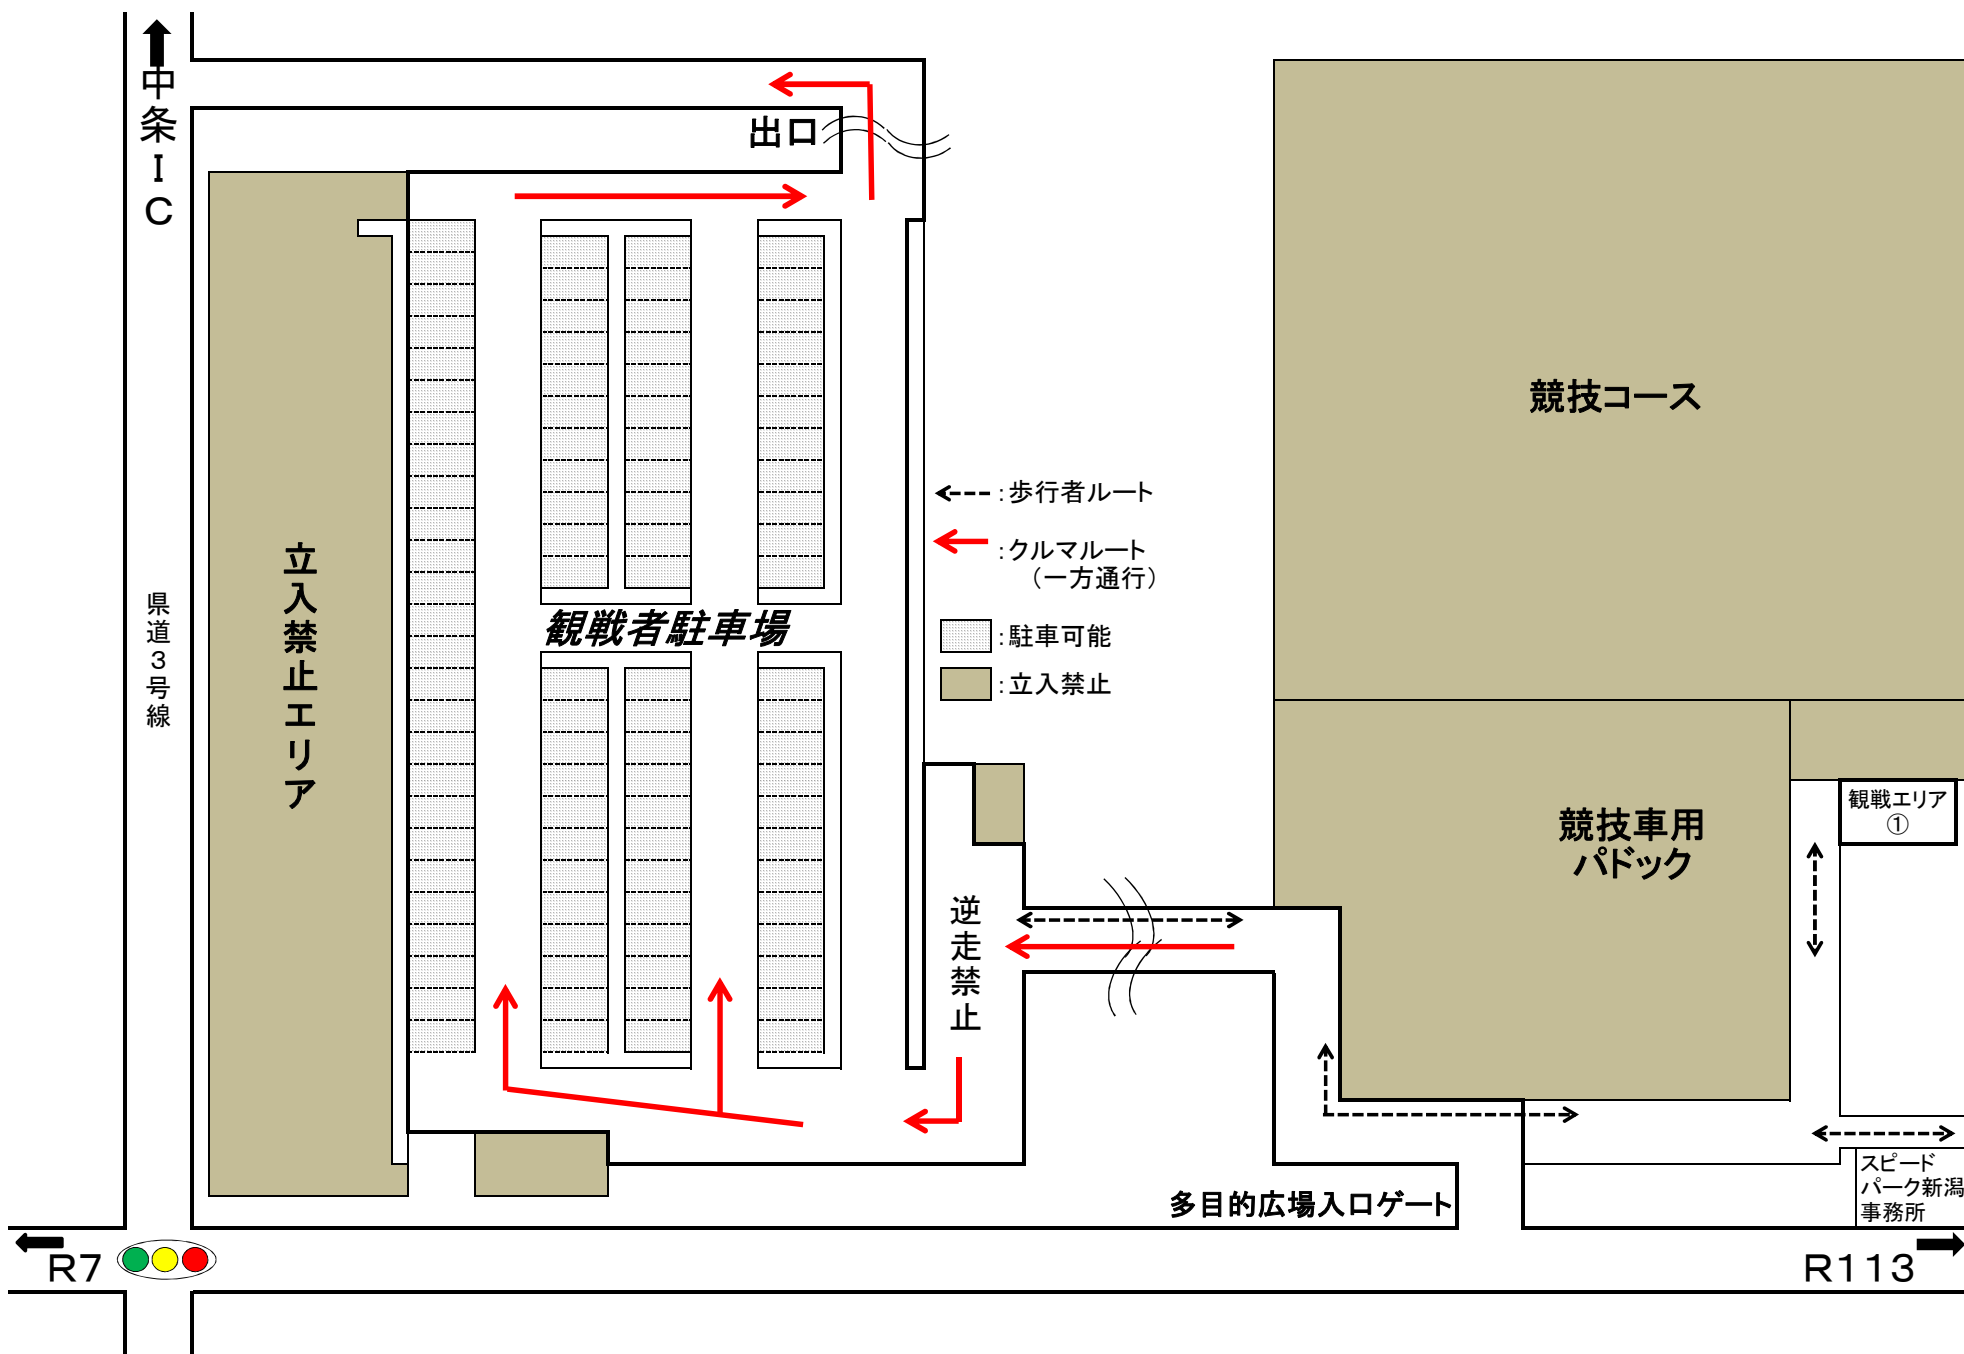 中条IC
出口
競技コース
:歩行者ルート
:クルマルート
（一方通行）
立入禁止エリア
県道3号線
観戦者駐車場
:駐車可能
:立入禁止
観戦エリア
①
競技車用
パドック
逆走禁止
スピード
パーク新潟
事務所
多目的広場入口ゲート
R7
R113